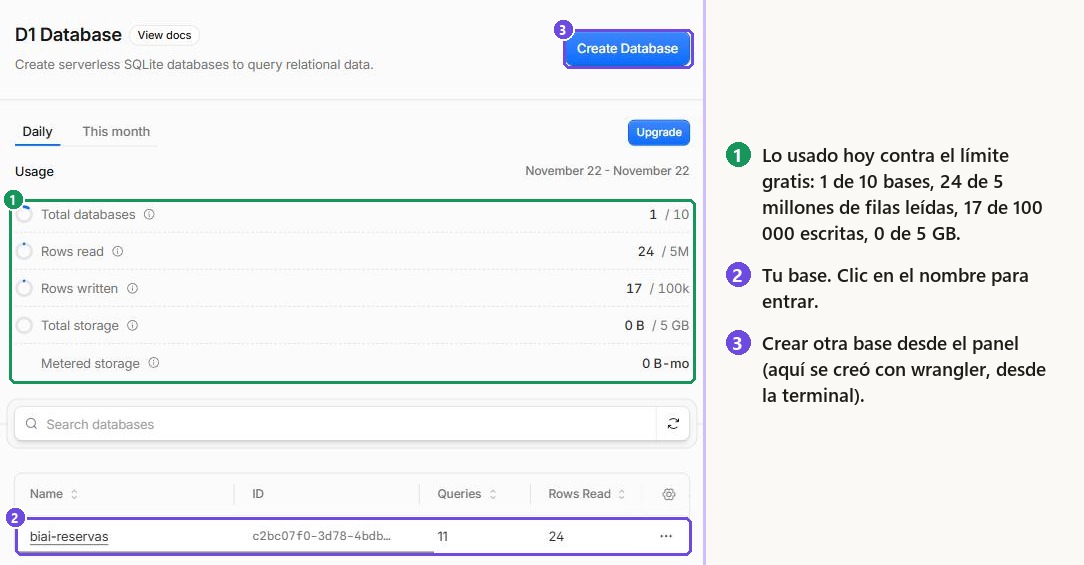 D1 Database View docs
3
Create Database
Create serverless SQLite databases to query relational data.
Daily This month Upgrade
Usage November 22 - November 22
1
Total databases 1 / 10
Rows read 24 / 5M
Rows written 17 / 100k
Total storage 0 B / 5 GB
Metered storage 0 B-mo
Search databases
Name ID Queries Rows Read
2
biai-reservas c2bc07f0-3d78-4bdb... 11 24 ...
1 Lo usado hoy contra el límite
gratis: 1 de 10 bases, 24 de 5
millones de filas leídas, 17 de 100
000 escritas, 0 de 5 GB.
2 Tu base. Clic en el nombre para
entrar.
3 Crear otra base desde el panel
(aquí se creó con wrangler, desde
la terminal).